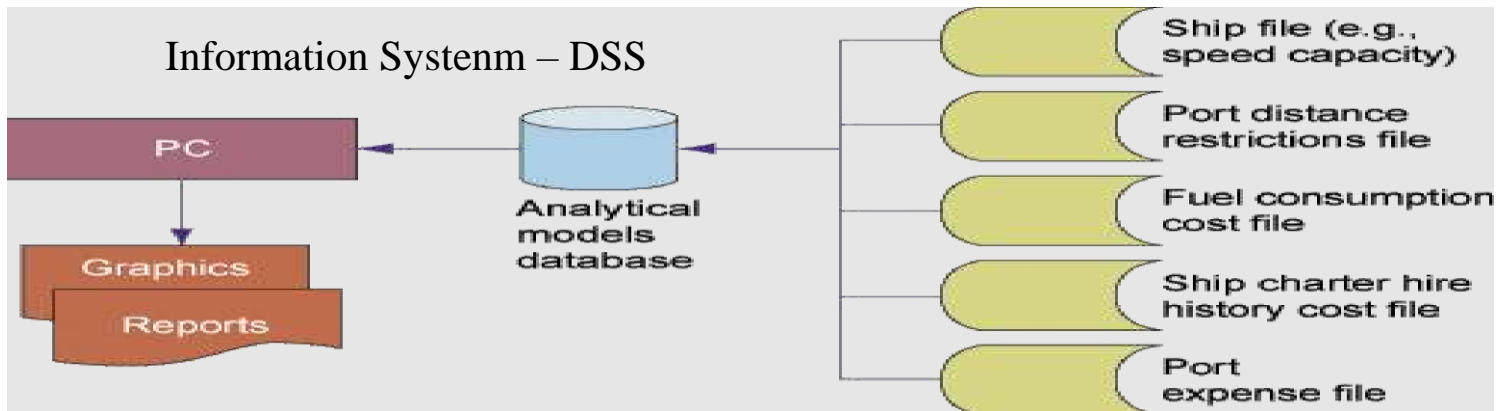 Information Systenm – DSS
PC
Graphics
Reports
Analytical
models
database
Ship file (e.g.,
speed capacity)
Port distance
restrictions file
Fuel consumption
cost file
Ship charter hire
history cost file
Port
expense file